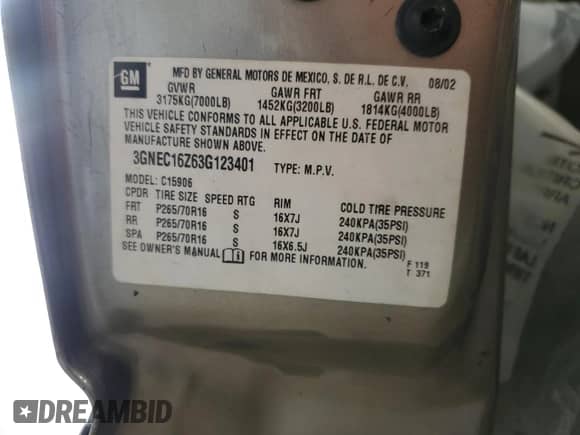 GM
MFD BY GENERAL MOTORS DE MEXICO, S. DE R.L. DE C.V. 08/02
GVWR GAWR FRT GAWR RR
3175KG(7000LB) 1452KG(3200LB) 1814KG(4000LB)
THIS VEHICLE CONFORMS TO ALL APPLICABLE U.S. FEDERAL MOTOR
VEHICLE SAFETY STANDARDS IN EFFECT ON THE DATE OF
MANUFACTURE SHOWN ABOVE.
3GNEC16Z63G123401 TYPE: M.P.V.
MODEL: C15906
CPDR TIRE SIZE SPEED RTG RIM COLD TIRE PRESSURE
FRT P265/70R16 S 16X7J 240KPA(35PSI)
RR P265/70R16 S 16X7J 240KPA(35PSI)
SPA P265/70R16 S 16X6.5J 240KPA(35PSI)
SEE OWNER'S MANUAL FOR MORE INFORMATION.
F 119
T 371
DREAMBID